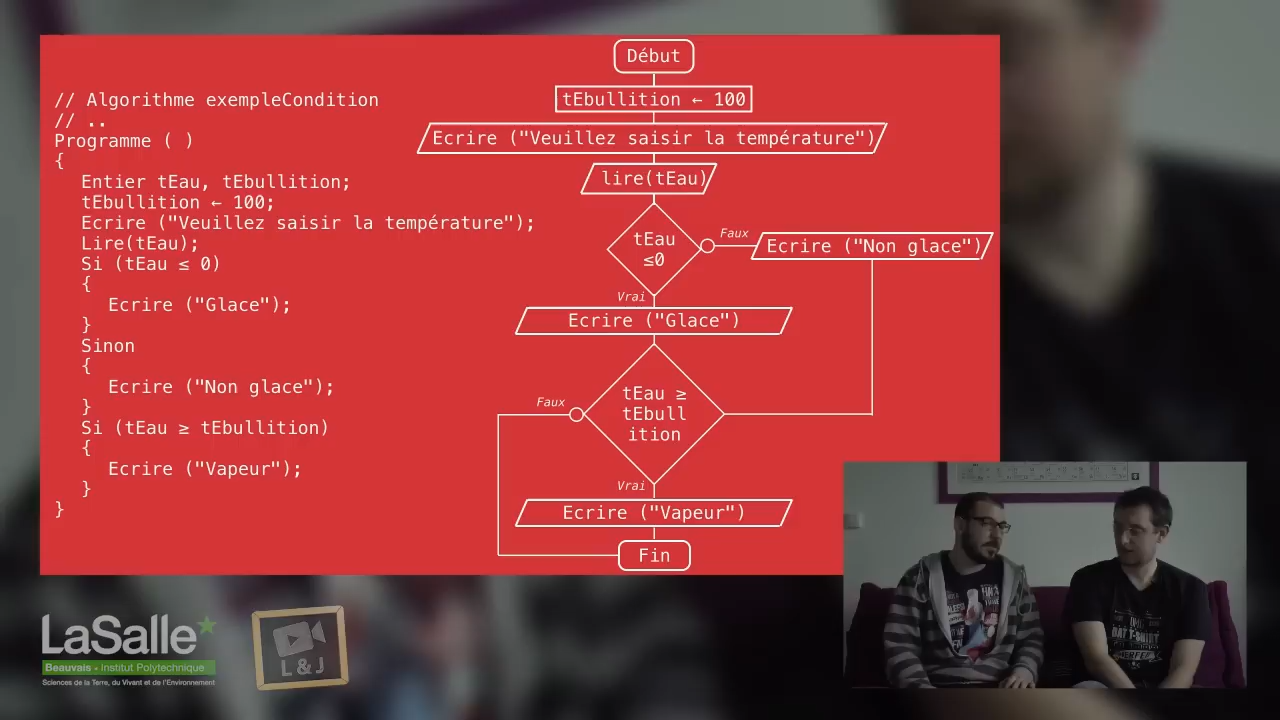 // Algorithme exempleCondition
// ..
Programme ( )
{
Entier tEau, tEbullition;
tEbullition ← 100;
Ecrire ("Veuillez saisir la température");
Lire(tEau);
Si (tEau ≤ 0)
{
Ecrire ("Glace");
}
Sinon
{
Ecrire ("Non glace");
}
Si (tEau ≥ tEbullition)
{
Ecrire ("Vapeur");
}
}
Début
tEbullition ← 100
Ecrire ("Veuillez saisir la température")
lire(tEau)
tEau
≤0
Faux
Ecrire ("Non glace")
Vrai
Ecrire ("Glace")
tEau ≥
tEbull
ition
Faux
Vrai
Ecrire ("Vapeur")
Fin
LaSalle
Beauvais • Institut Polytechnique
Sciences de la Terre, du Vivant et de l'Environnement
L&J